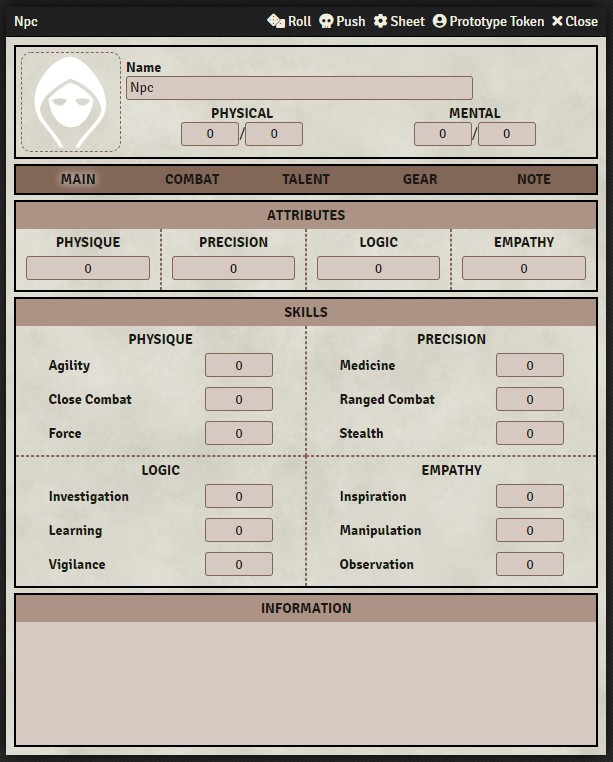 Npc Roll Push Sheet Prototype Token Close
Name
Npc
PHYSICAL MENTAL
0 / 0 0 / 0
MAIN COMBAT TALENT GEAR NOTE
ATTRIBUTES
PHYSIQUE PRECISION LOGIC EMPATHY
0 0 0 0
SKILLS
PHYSIQUE PRECISION
Agility 0 Medicine 0
Close Combat 0 Ranged Combat 0
Force 0 Stealth 0
LOGIC EMPATHY
Investigation 0 Inspiration 0
Learning 0 Manipulation 0
Vigilance 0 Observation 0
INFORMATION